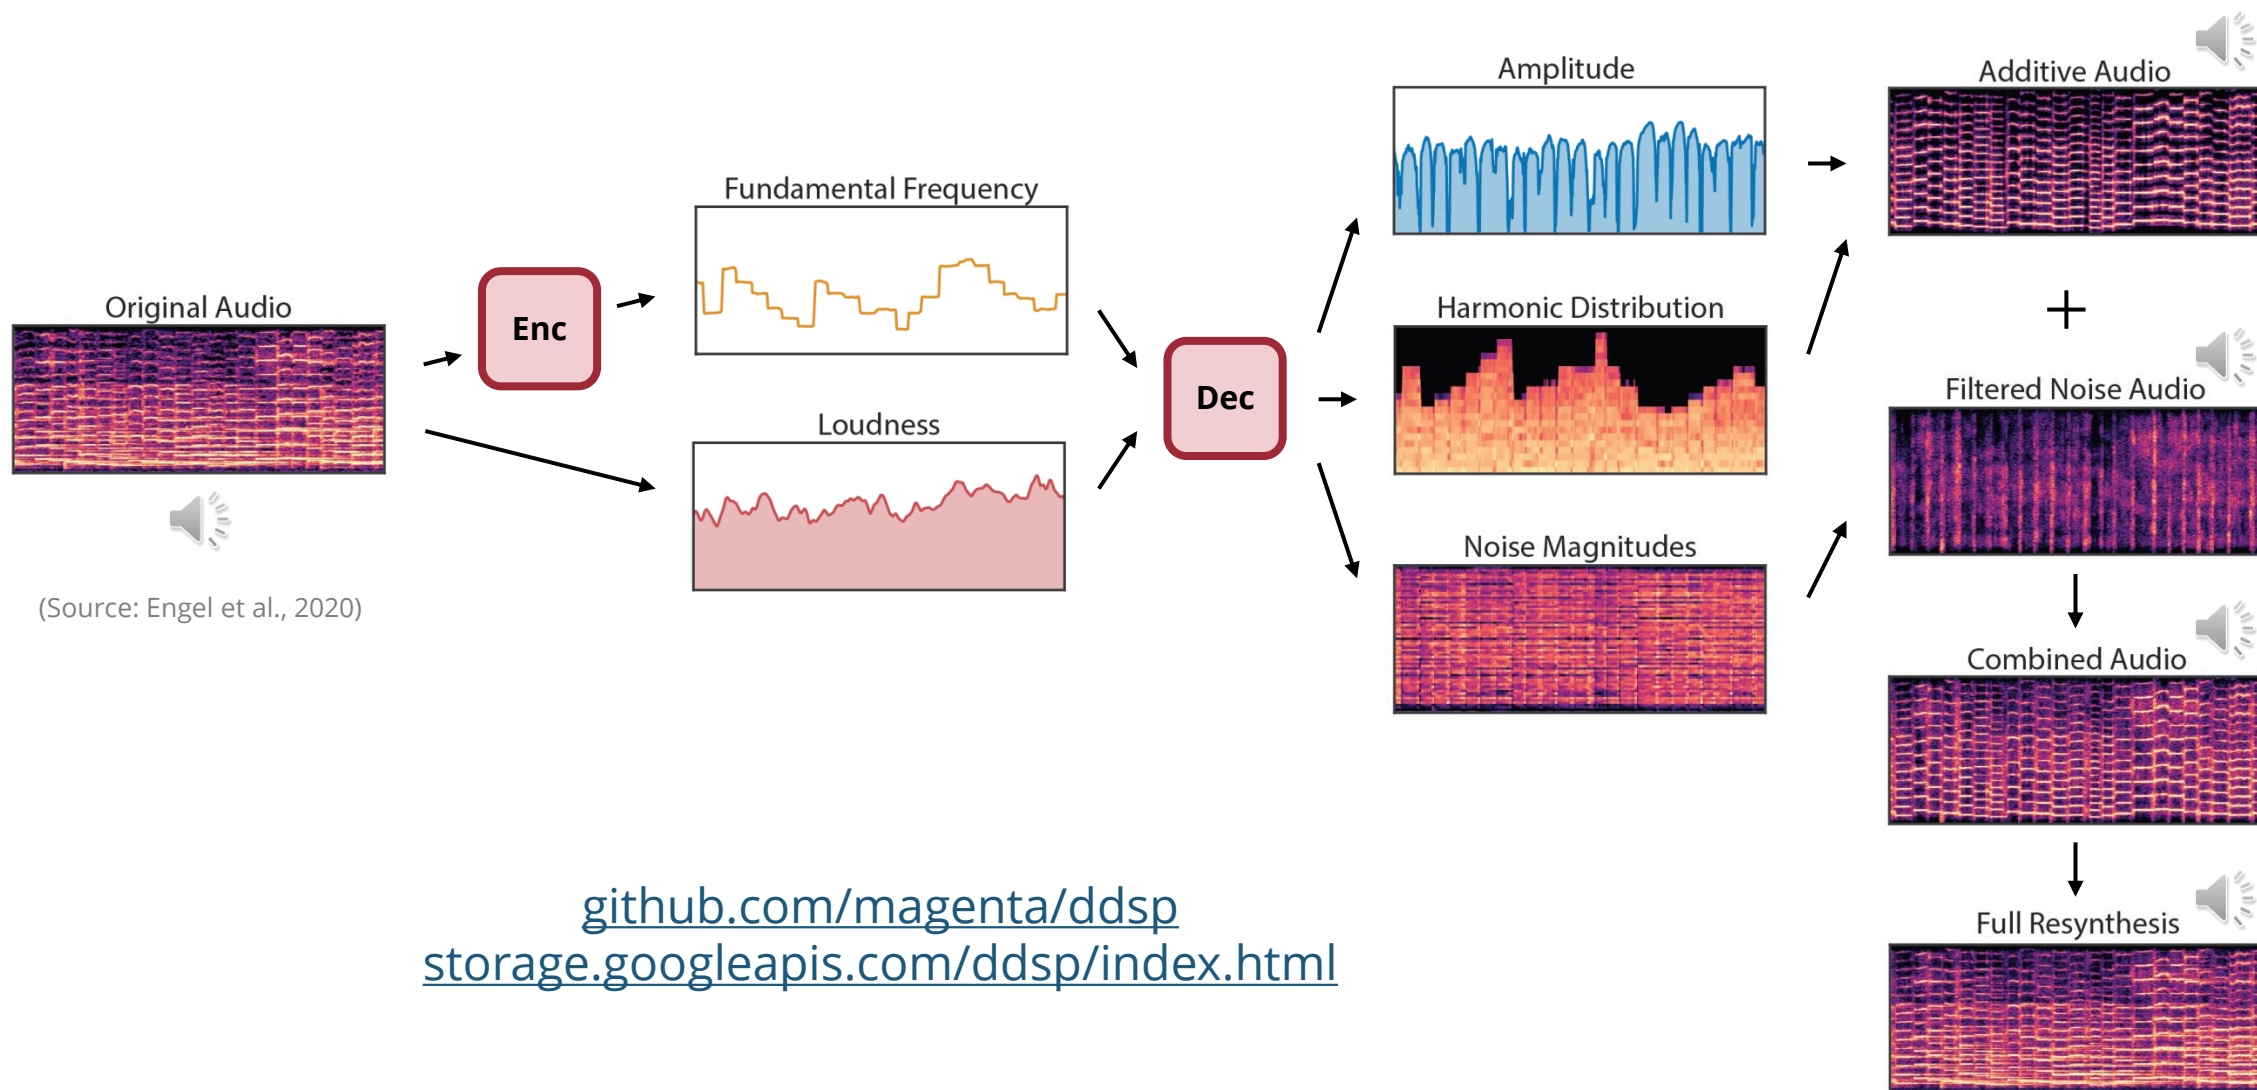 Original Audio
(Source: Engel et al., 2020)
Enc
Fundamental Frequency
Loudness
Dec
Amplitude
Harmonic Distribution
Noise Magnitudes
Additive Audio
+
Filtered Noise Audio
Combined Audio
Full Resynthesis
github.com/magenta/ddsp
storage.googleapis.com/ddsp/index.html